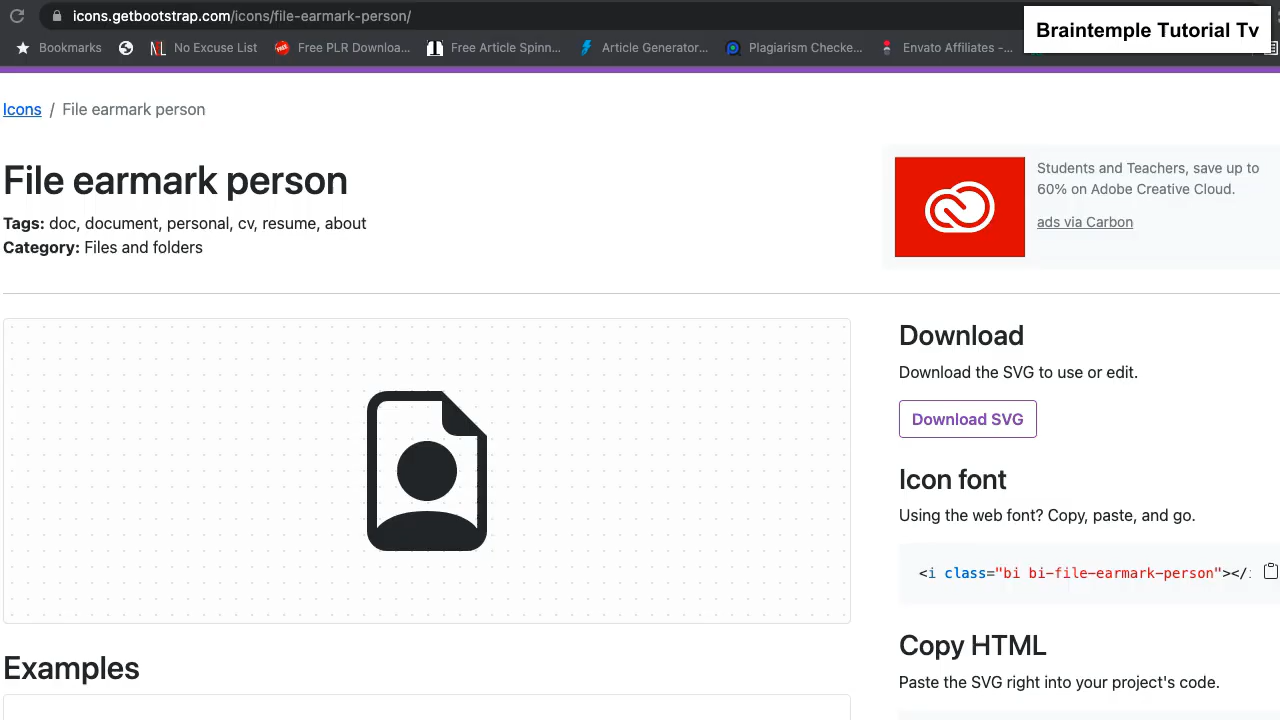 icons.getbootstrap.com/icons/file-earmark-person/
Braintemple Tutorial Tv
Bookmarks
No Excuse List
Free PLR Downloa...
Free Article Spinn...
Article Generator...
Plagiarism Checke...
Envato Affiliates -...
Icons / File earmark person
File earmark person
Tags: doc, document, personal, cv, resume, about
Category: Files and folders
Students and Teachers, save up to
60% on Adobe Creative Cloud.
ads via Carbon
Download
Download the SVG to use or edit.
Download SVG
Icon font
Using the web font? Copy, paste, and go.
<i class="bi bi-file-earmark-person"></i
Copy HTML
Paste the SVG right into your project's code.
Examples